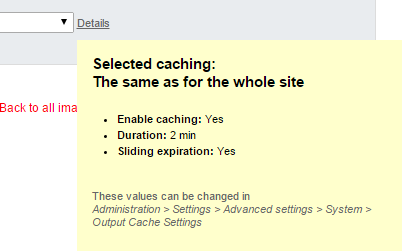 Details
Selected caching:
The same as for the whole site
Back to all ima
• Enable caching: Yes
• Duration: 2 min
• Sliding expiration: Yes
These values can be changed in
Administration > Settings > Advanced settings > System >
Output Cache Settings